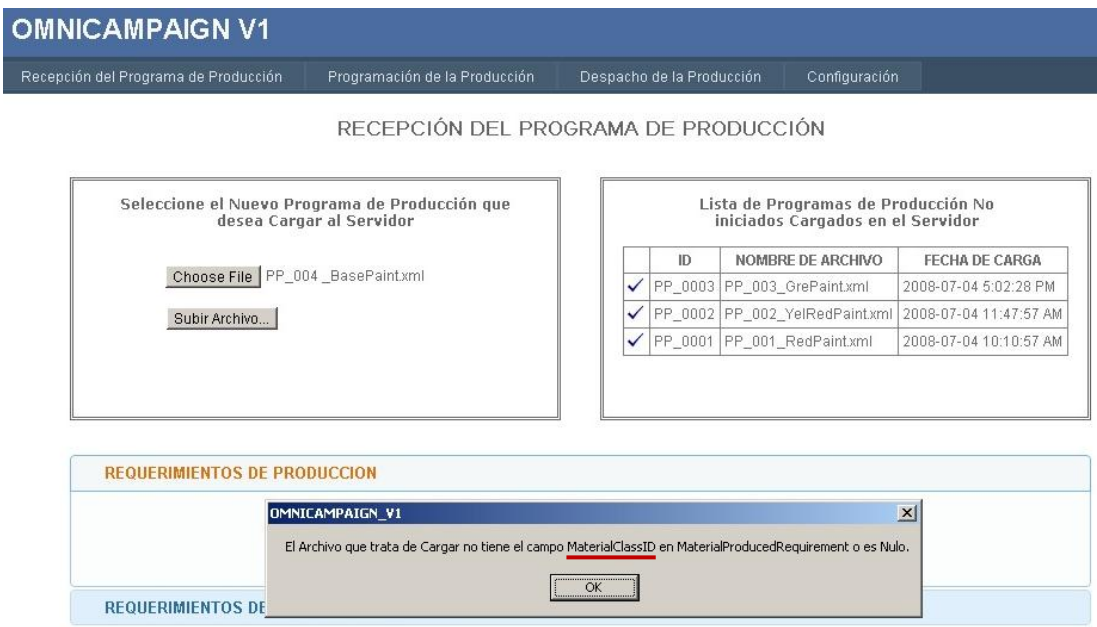 OMNICAMPAIGN V1
Recepción del Programa de Producción Programación de la Producción Despacho de la Producción Configuración
RECEPCIÓN DEL PROGRAMA DE PRODUCCIÓN
Seleccione el Nuevo Programa de Producción que
desea Cargar al Servidor
Choose File PP_004 _BasePaint.xml
Subir Archivo...
Lista de Programas de Producción No
iniciados Cargados en el Servidor
ID NOMBRE DE ARCHIVO FECHA DE CARGA
PP_0003 PP_003_GrePaint.xml 2008-07-04 5:02:28 PM
PP_0002 PP_002_YelRedPaint.xml 2008-07-04 11:47:57 AM
PP_0001 PP_001_RedPaint.xml 2008-07-04 10:10:57 AM
REQUERIMIENTOS DE PRODUCCION
OMNICAMPAIGN_V1
El Archivo que trata de Cargar no tiene el campo MaterialClassID en MaterialProducedRequirement o es Nulo.
OK
REQUERIMIENTOS DE